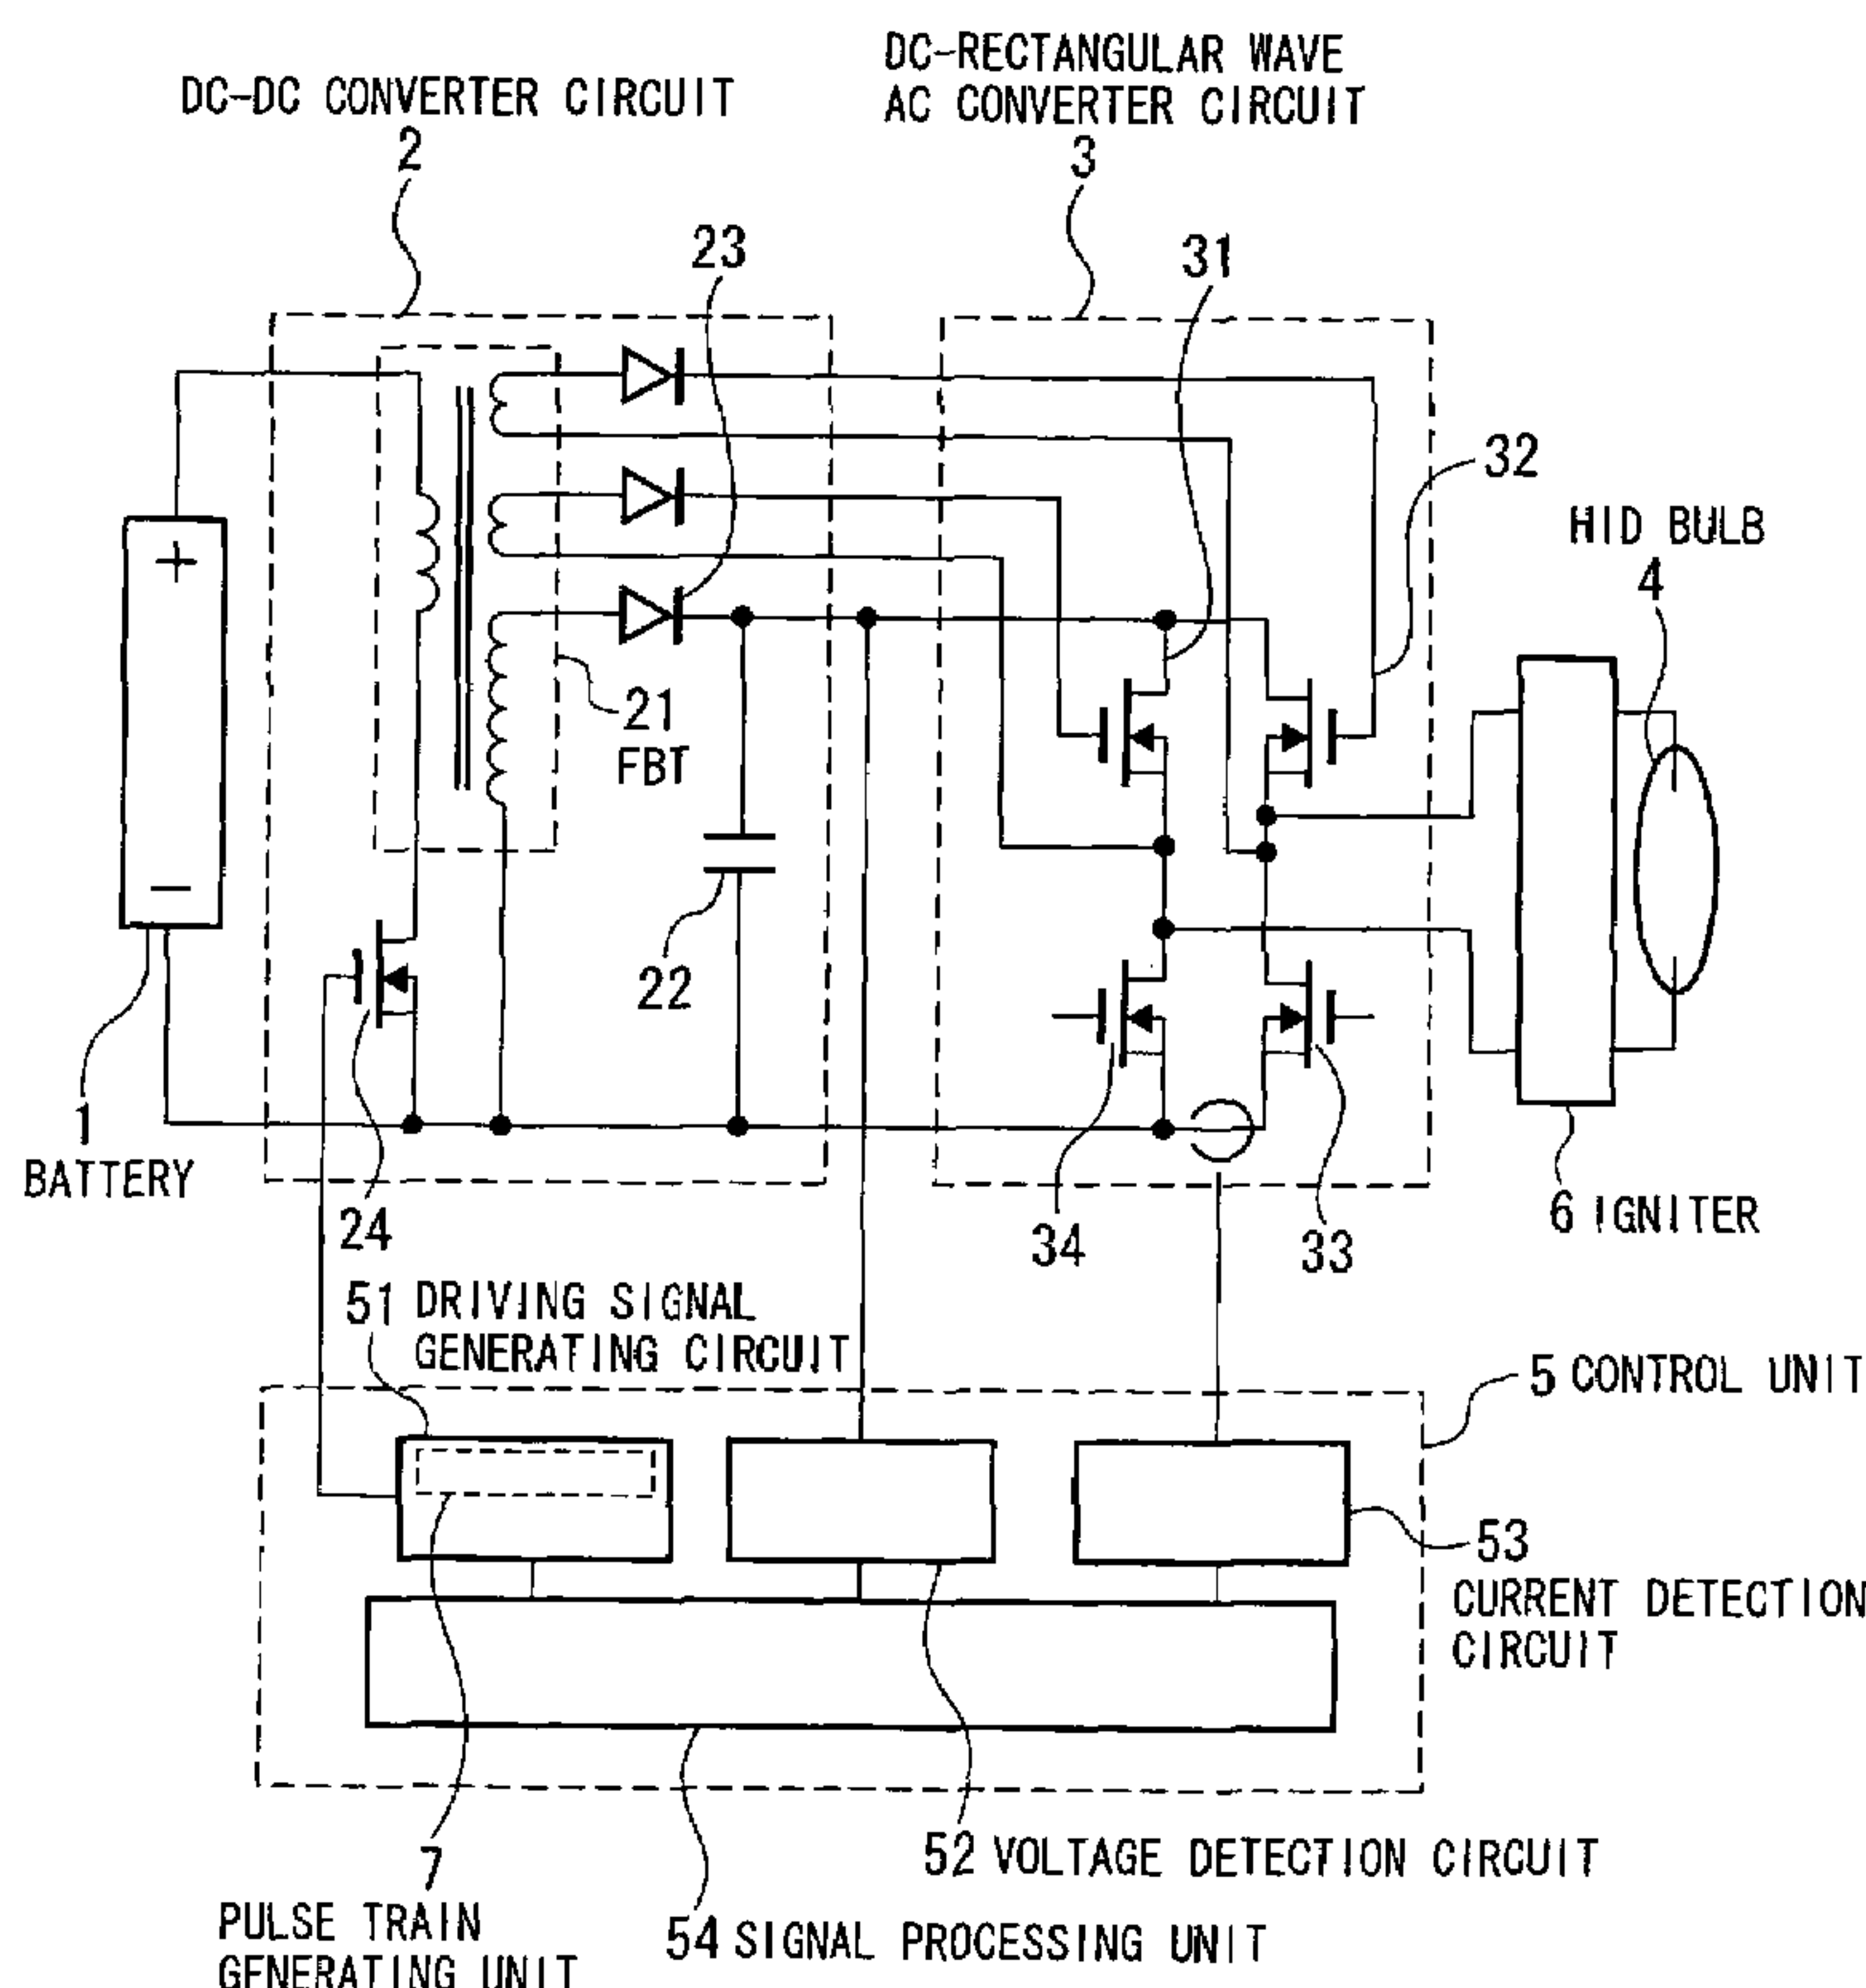 DC-RECTANGULAR WAVE
AC CONVERTER CIRCUIT
3
DC-DC CONVERTER CIRCUIT
2
23
31
32
HID BULB
4
+
21
FBT
−
22
1
BATTERY
24
34
33
6 IGNITER
51 DRIVING SIGNAL
GENERATING CIRCUIT
5 CONTROL UNIT
53
CURRENT DETECTION
CIRCUIT
7
PULSE TRAIN
GENERATING UNIT
52 VOLTAGE DETECTION CIRCUIT
54 SIGNAL PROCESSING UNIT